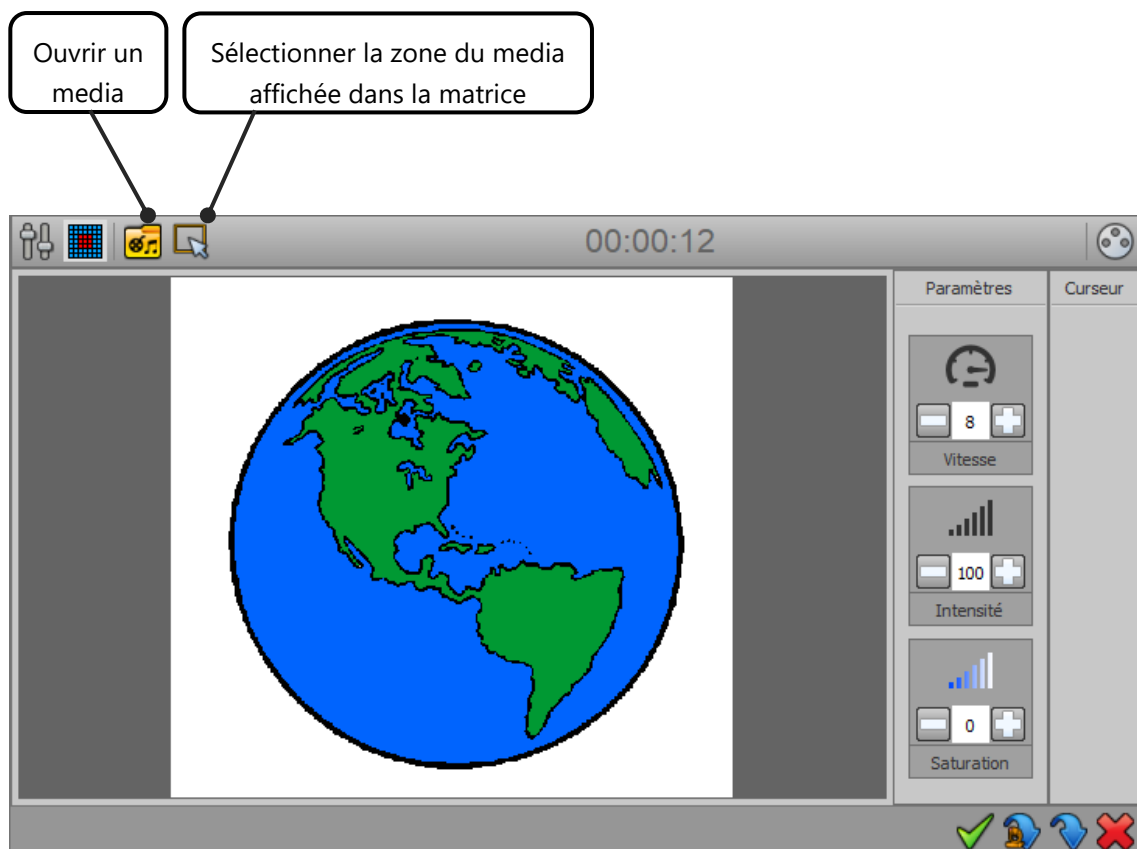 Ouvrir un
media
Sélectionner la zone du media
affichée dans la matrice
00:00:12
Paramètres
Curseur
8
Vitesse
100
Intensité
0
Saturation